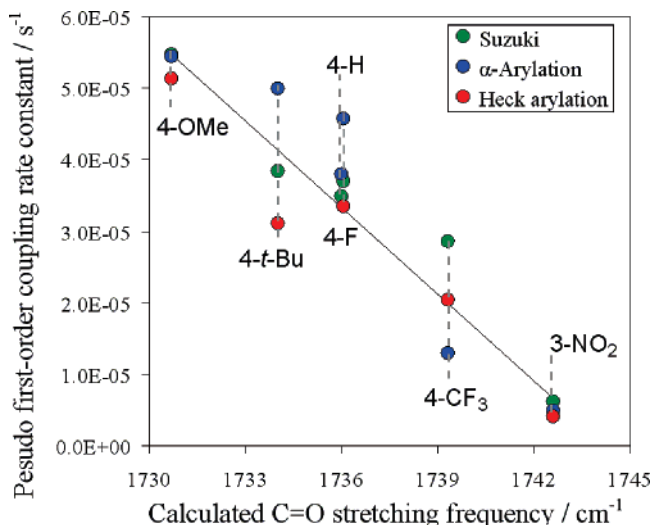 6.0E-05
5.0E-05
4.0E-05
3.0E-05
2.0E-05
1.0E-05
0.0E+00
Pesudo first-order coupling rate constant / s⁻¹
Suzuki
α-Arylation
Heck arylation
4-H
4-OMe
4-F
4-t-Bu
3-NO₂
4-CF₃
1730 1733 1736 1739 1742 1745
Calculated C=O stretching frequency / cm⁻¹